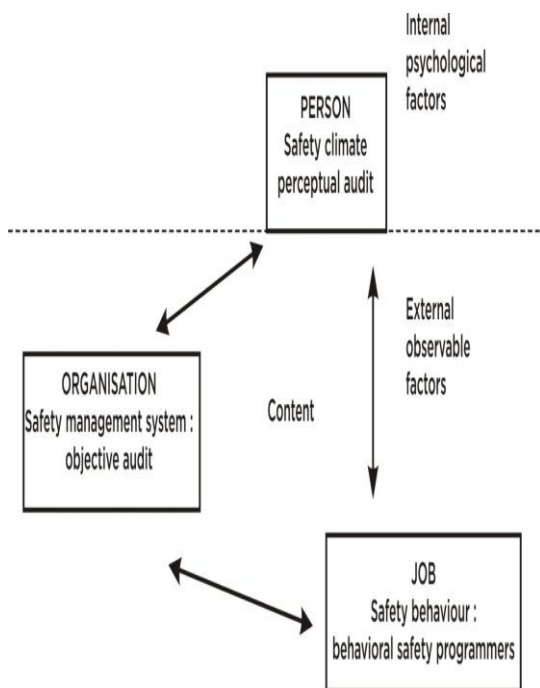 Internal
psychological
factors
PERSON
Safety climate
perceptual audit
External
observable
factors
ORGANISATION
Safety management system :
objective audit
Content
JOB
Safety behaviour :
behavioral safety programmers